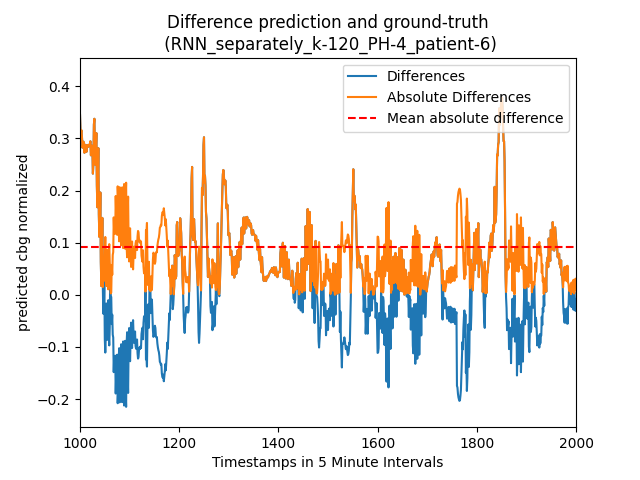 Difference prediction and ground-truth
(RNN_separately_k-120_PH-4_patient-6)
Differences
Absolute Differences
Mean absolute difference
predicted cbg normalized
0.4
0.3
0.2
0.1
0.0
−0.1
−0.2
1000
1200
1400
1600
1800
2000
Timestamps in 5 Minute Intervals